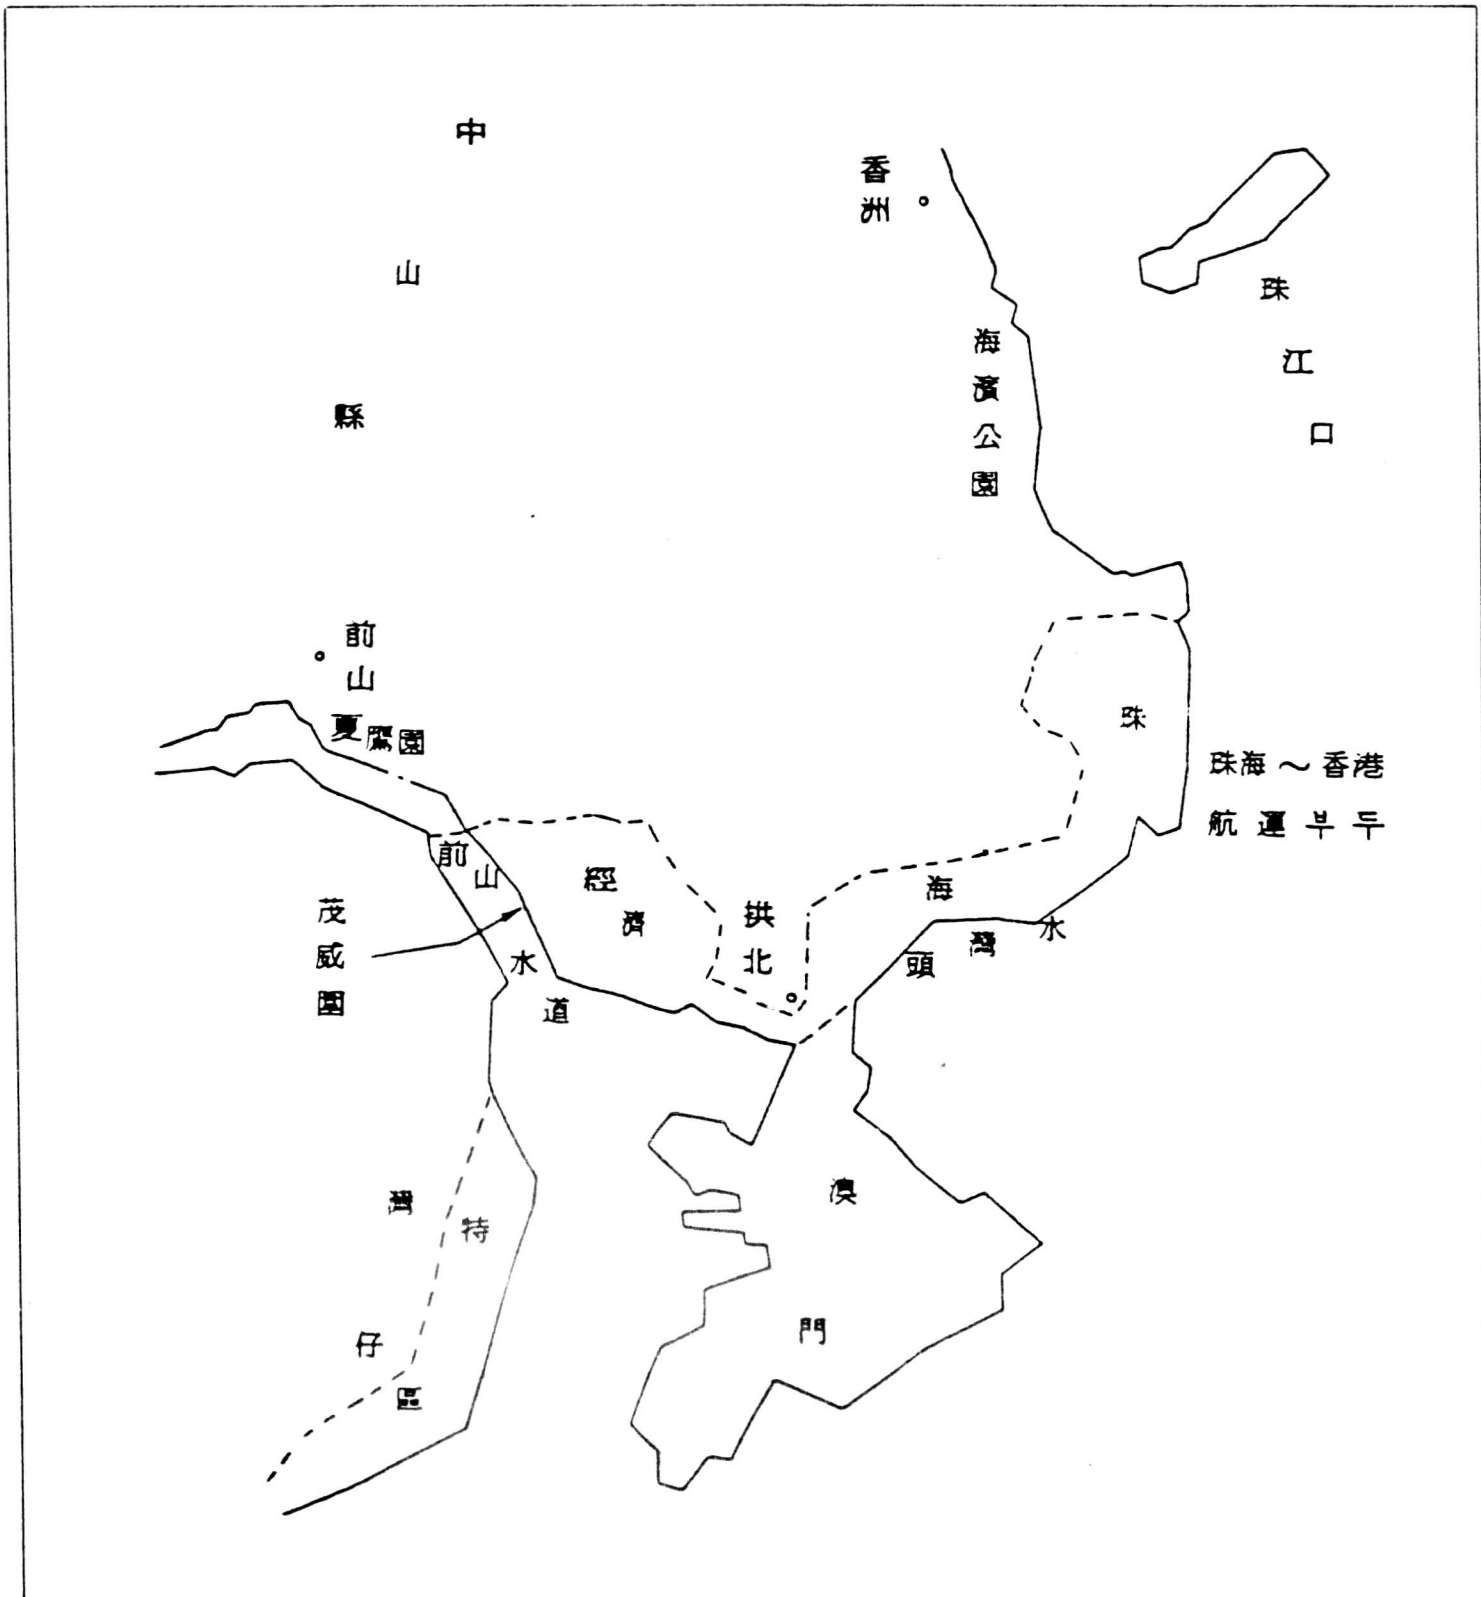 中山縣
香洲
珠江口
海濱公園
前山
夏鷹園
珠海經濟特區
珠海～香港
航運부두
前山水道
拱北
茂威園
水灣頭
灣仔
澳門